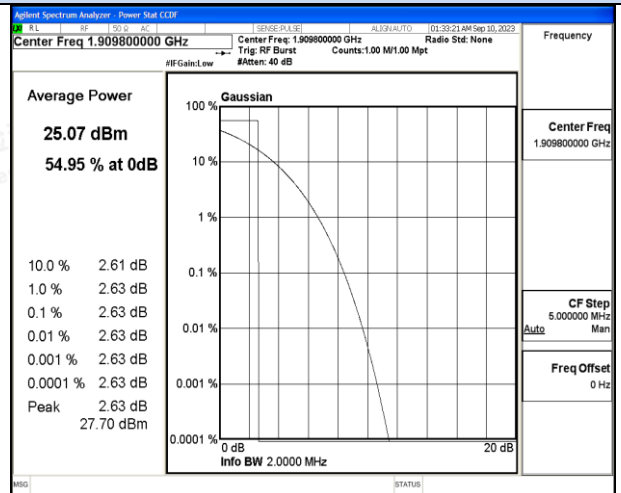 Agilent Spectrum Analyzer - Power Stat CCDF
RL RF 50 Ω AC SENSE:PULSE ALIGN AUTO 01:33:21 AM Sep 10, 2023
Center Freq 1.909800000 GHz
Center Freq: 1.909800000 GHz Radio Std: None
Trig: RF Burst Counts:1.00 M/1.00 Mpt
#IFGain:Low #Atten: 40 dB
Frequency
Average Power
25.07 dBm
54.95 % at 0dB
10.0 % 2.61 dB
1.0 % 2.63 dB
0.1 % 2.63 dB
0.01 % 2.63 dB
0.001 % 2.63 dB
0.0001 % 2.63 dB
Peak 2.63 dB
27.70 dBm
Gaussian
100 %
10 %
1 %
0.1 %
0.01 %
0.001 %
0.0001 %
0 dB 20 dB
Info BW 2.0000 MHz
Center Freq
1.909800000 GHz
CF Step
5.000000 MHz
Auto Man
Freq Offset
0 Hz
MSG STATUS